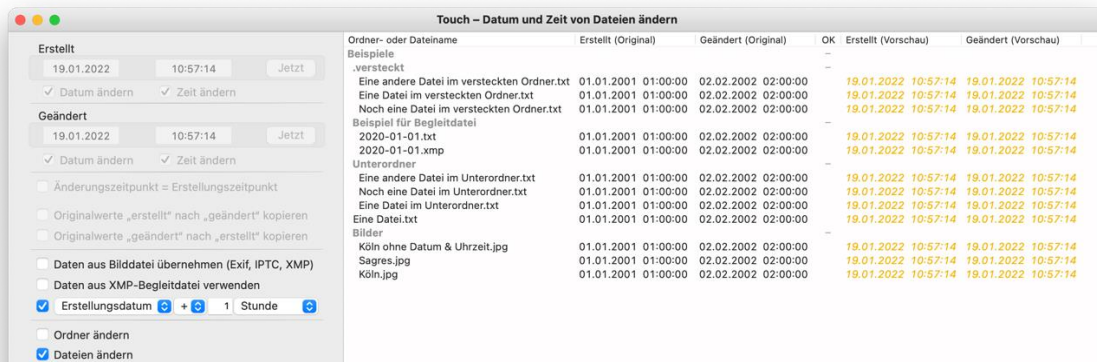 Touch – Datum und Zeit von Dateien ändern
Erstellt
19.01.2022 10:57:14 Jetzt
Datum ändern Zeit ändern
Geändert
19.01.2022 10:57:14 Jetzt
Datum ändern Zeit ändern
Änderungszeitpunkt = Erstellungszeitpunkt
Originalwerte „erstellt“ nach „geändert“ kopieren
Originalwerte „geändert“ nach „erstellt“ kopieren
Daten aus Bilddatei übernehmen (Exif, IPTC, XMP)
Daten aus XMP-Begleitdatei verwenden
Erstellungsdatum + 1 Stunde
Ordner ändern
Dateien ändern
Ordner- oder Dateiname Erstellt (Original) Geändert (Original) OK Erstellt (Vorschau) Geändert (Vorschau)
Beispiele –
.versteckt –
Eine andere Datei im versteckten Ordner.txt 01.01.2001 01:00:00 02.02.2002 02:00:00 19.01.2022 10:57:14 19.01.2022 10:57:14
Eine Datei im versteckten Ordner.txt 01.01.2001 01:00:00 02.02.2002 02:00:00 19.01.2022 10:57:14 19.01.2022 10:57:14
Noch eine Datei im versteckten Ordner.txt 01.01.2001 01:00:00 02.02.2002 02:00:00 19.01.2022 10:57:14 19.01.2022 10:57:14
Beispiel für Begleitdatei –
2020-01-01.txt 01.01.2001 01:00:00 02.02.2002 02:00:00 19.01.2022 10:57:14 19.01.2022 10:57:14
2020-01-01.xmp 01.01.2001 01:00:00 02.02.2002 02:00:00 19.01.2022 10:57:14 19.01.2022 10:57:14
Unterordner –
Eine andere Datei im Unterordner.txt 01.01.2001 01:00:00 02.02.2002 02:00:00 19.01.2022 10:57:14 19.01.2022 10:57:14
Noch eine Datei im Unterordner.txt 01.01.2001 01:00:00 02.02.2002 02:00:00 19.01.2022 10:57:14 19.01.2022 10:57:14
Eine Datei im Unterordner.txt 01.01.2001 01:00:00 02.02.2002 02:00:00 19.01.2022 10:57:14 19.01.2022 10:57:14
Eine Datei.txt 01.01.2001 01:00:00 02.02.2002 02:00:00 19.01.2022 10:57:14 19.01.2022 10:57:14
Bilder –
Köln ohne Datum & Uhrzeit.jpg 01.01.2001 01:00:00 02.02.2002 02:00:00 19.01.2022 10:57:14 19.01.2022 10:57:14
Sagres.jpg 01.01.2001 01:00:00 02.02.2002 02:00:00 19.01.2022 10:57:14 19.01.2022 10:57:14
Köln.jpg 01.01.2001 01:00:00 02.02.2002 02:00:00 19.01.2022 10:57:14 19.01.2022 10:57:14